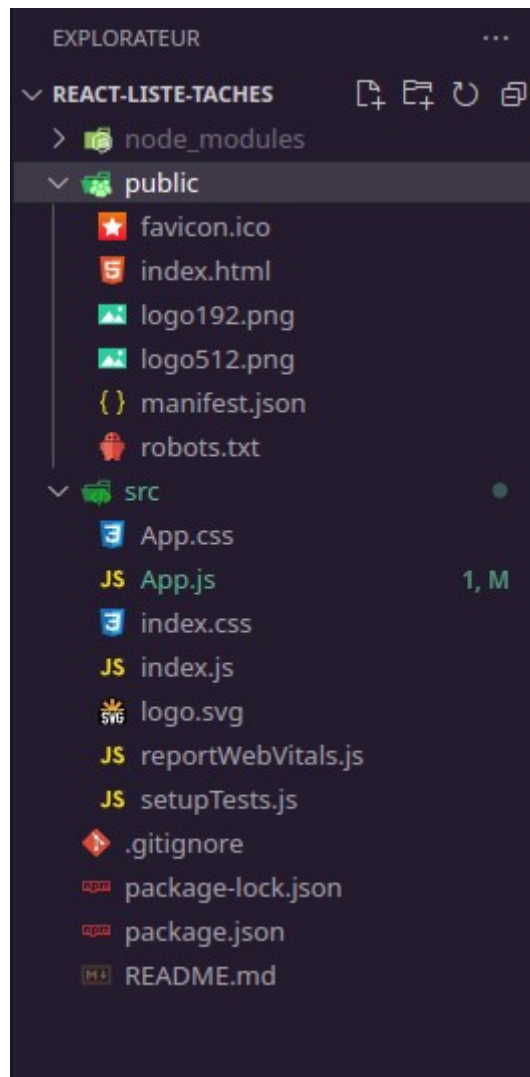 EXPLORATEUR
REACT-LISTE-TACHES
node_modules
public
favicon.ico
index.html
logo192.png
logo512.png
{ } manifest.json
robots.txt
src
App.css
JS App.js 1, M
index.css
JS index.js
SVG logo.svg
JS reportWebVitals.js
JS setupTests.js
.gitignore
npm package-lock.json
npm package.json
M↓ README.md